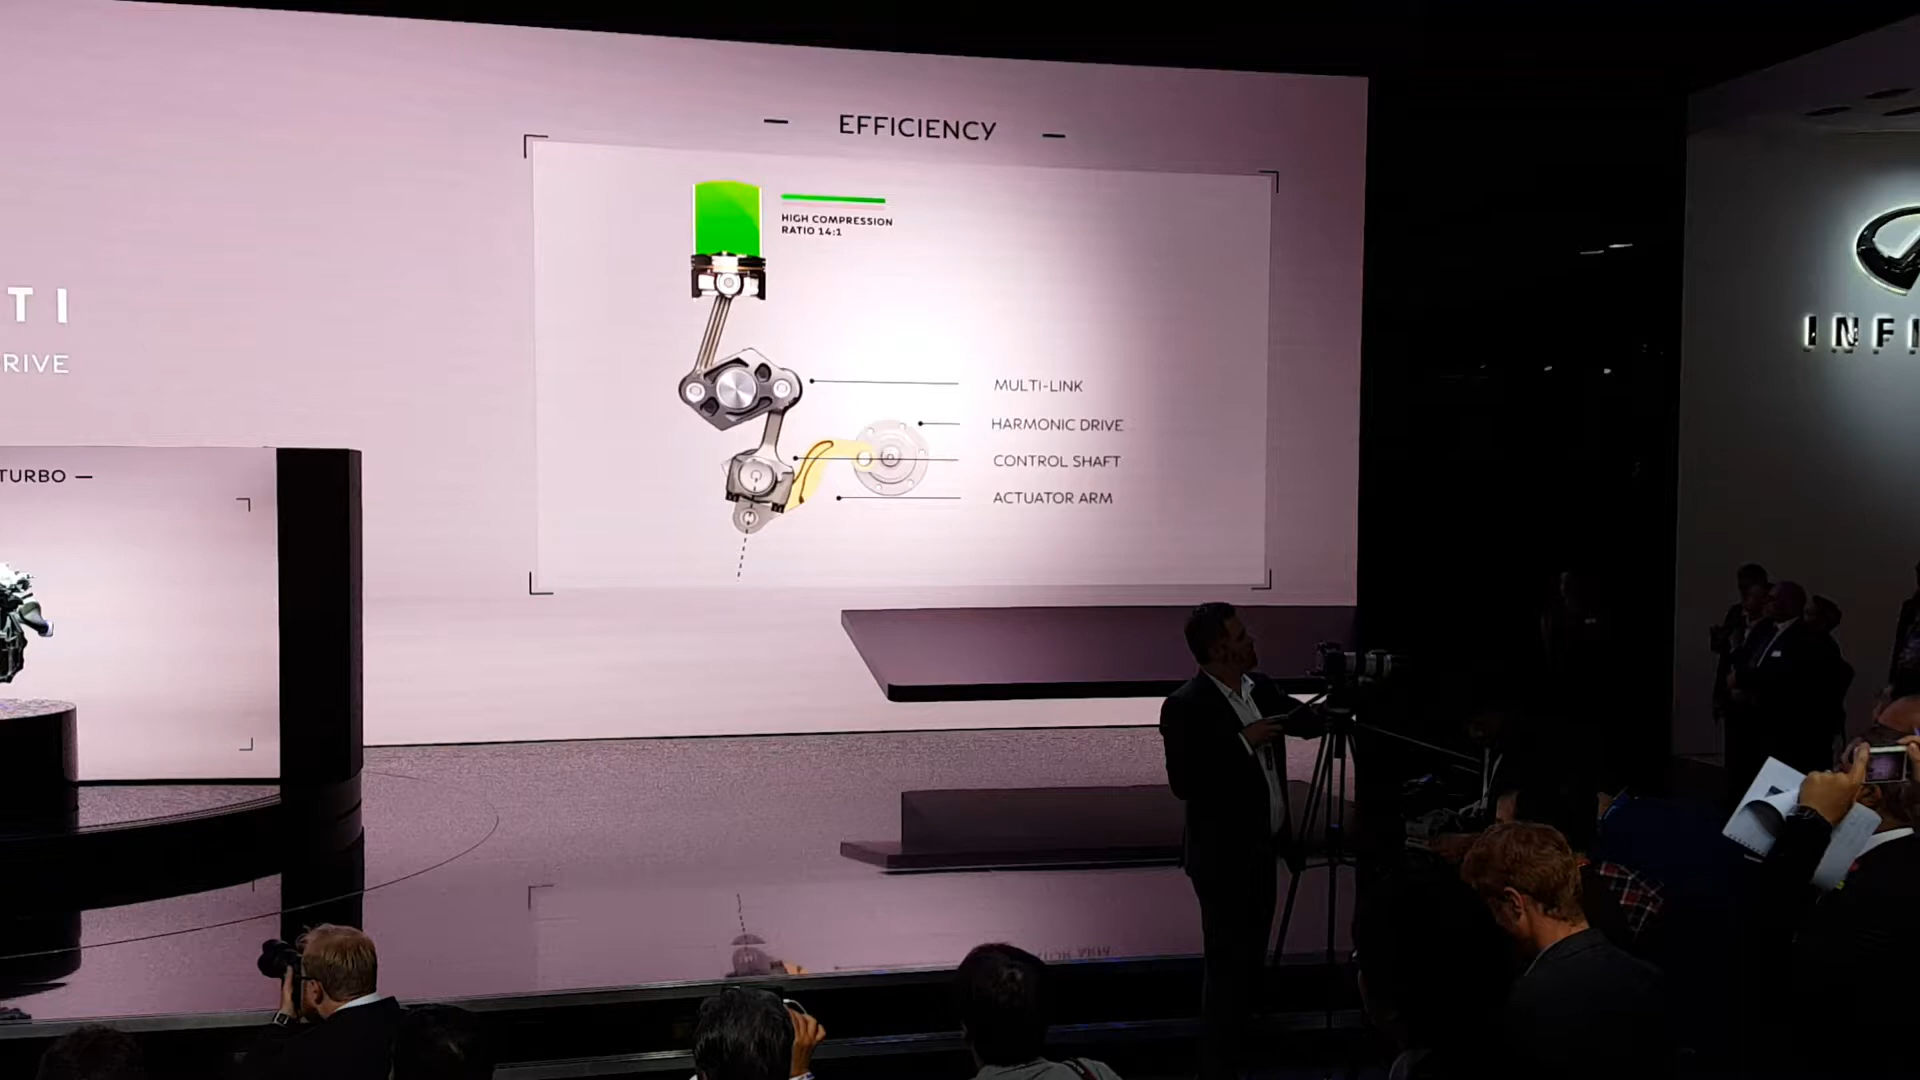 EFFICIENCY
HIGH COMPRESSION
RATIO 14:1
MULTI-LINK
HARMONIC DRIVE
CONTROL SHAFT
ACTUATOR ARM
TI
RIVE
TURBO
INFI